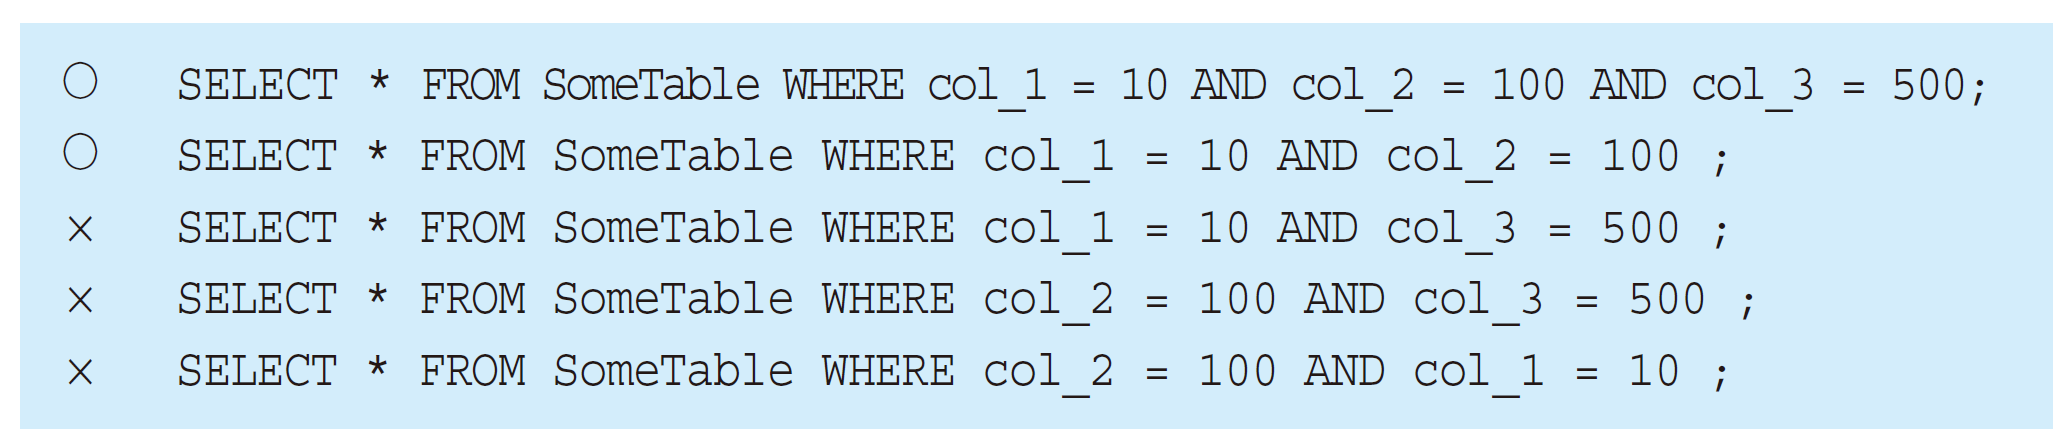 ○ SELECT * FROM SomeTable WHERE col_1 = 10 AND col_2 = 100 AND col_3 = 500;
○ SELECT * FROM SomeTable WHERE col_1 = 10 AND col_2 = 100 ;
× SELECT * FROM SomeTable WHERE col_1 = 10 AND col_3 = 500 ;
× SELECT * FROM SomeTable WHERE col_2 = 100 AND col_3 = 500 ;
× SELECT * FROM SomeTable WHERE col_2 = 100 AND col_1 = 10 ;